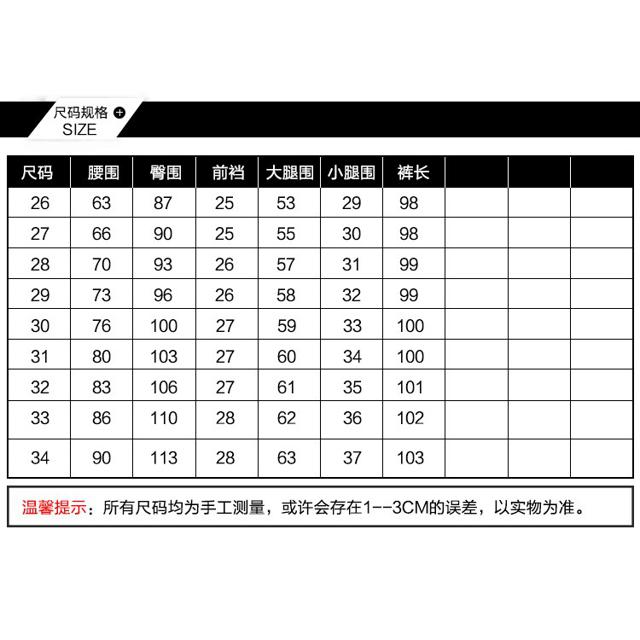 尺码规格
SIZE
尺码 腰围 臀围 前裆 大腿围 小腿围 裤长
26 63 87 25 53 29 98
27 66 90 25 55 30 98
28 70 93 26 57 31 99
29 73 96 26 58 32 99
30 76 100 27 59 33 100
31 80 103 27 60 34 100
32 83 106 27 61 35 101
33 86 110 28 62 36 102
34 90 113 28 63 37 103
温馨提示：所有尺码均为手工测量，或许会存在1--3CM的误差，以实物为准。